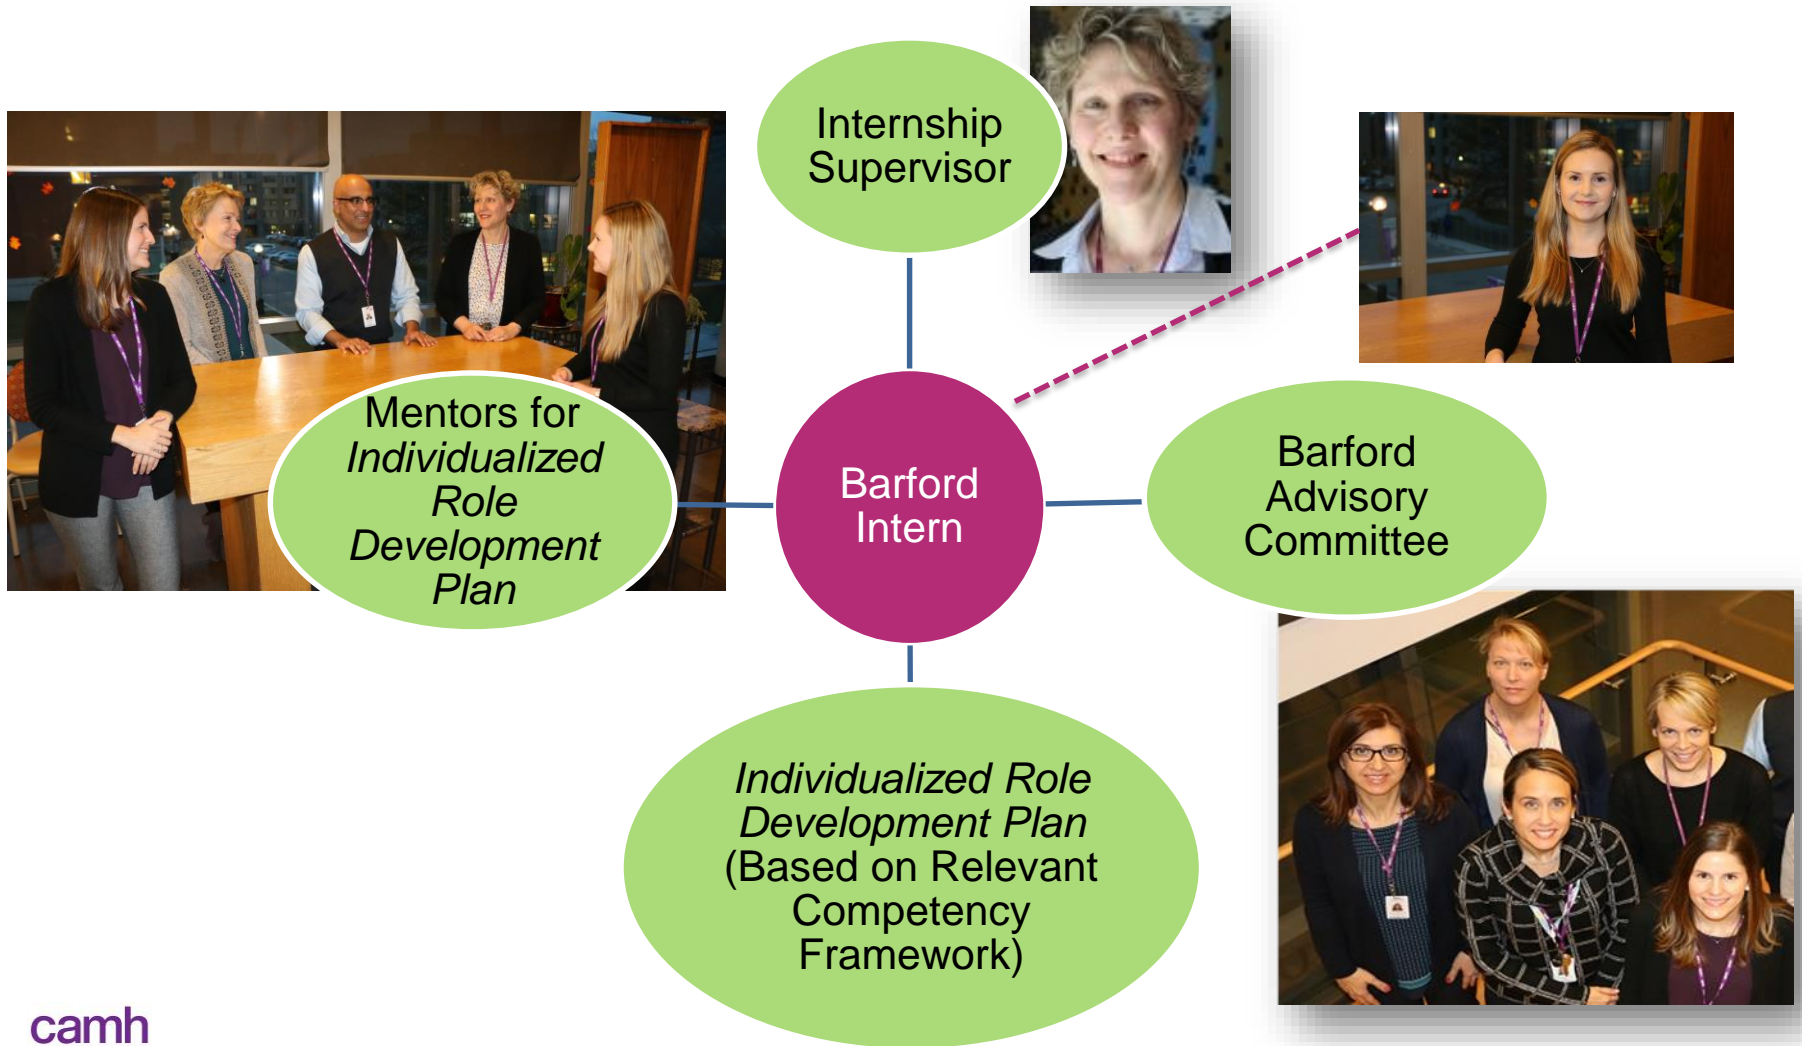 Internship
Supervisor
Mentors for
Individualized
Role
Development
Plan
Barford
Intern
Barford
Advisory
Committee
Individualized Role
Development Plan
(Based on Relevant
Competency
Framework)
camh